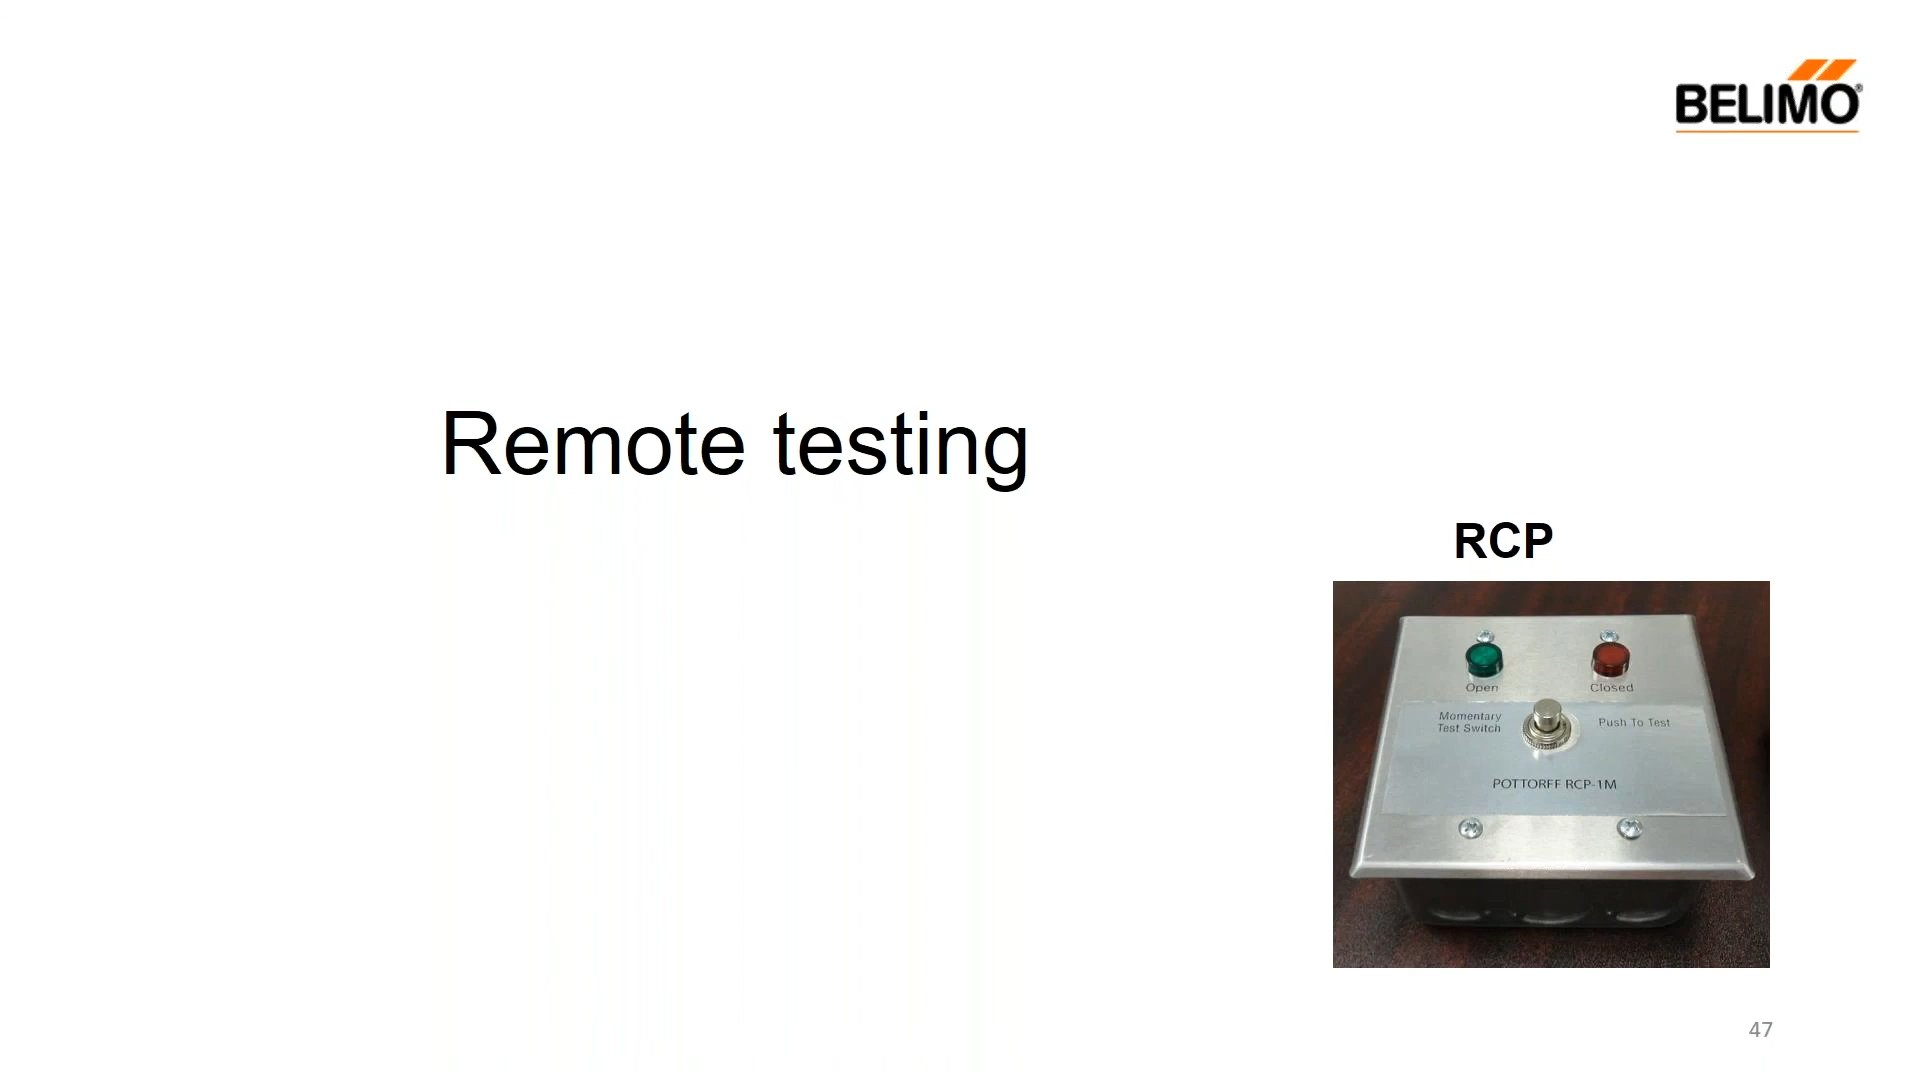 BELIMO®
Remote testing
RCP
Open
Closed
Momentary
Test Switch
Push To Test
POTTORFF RCP-1M
47